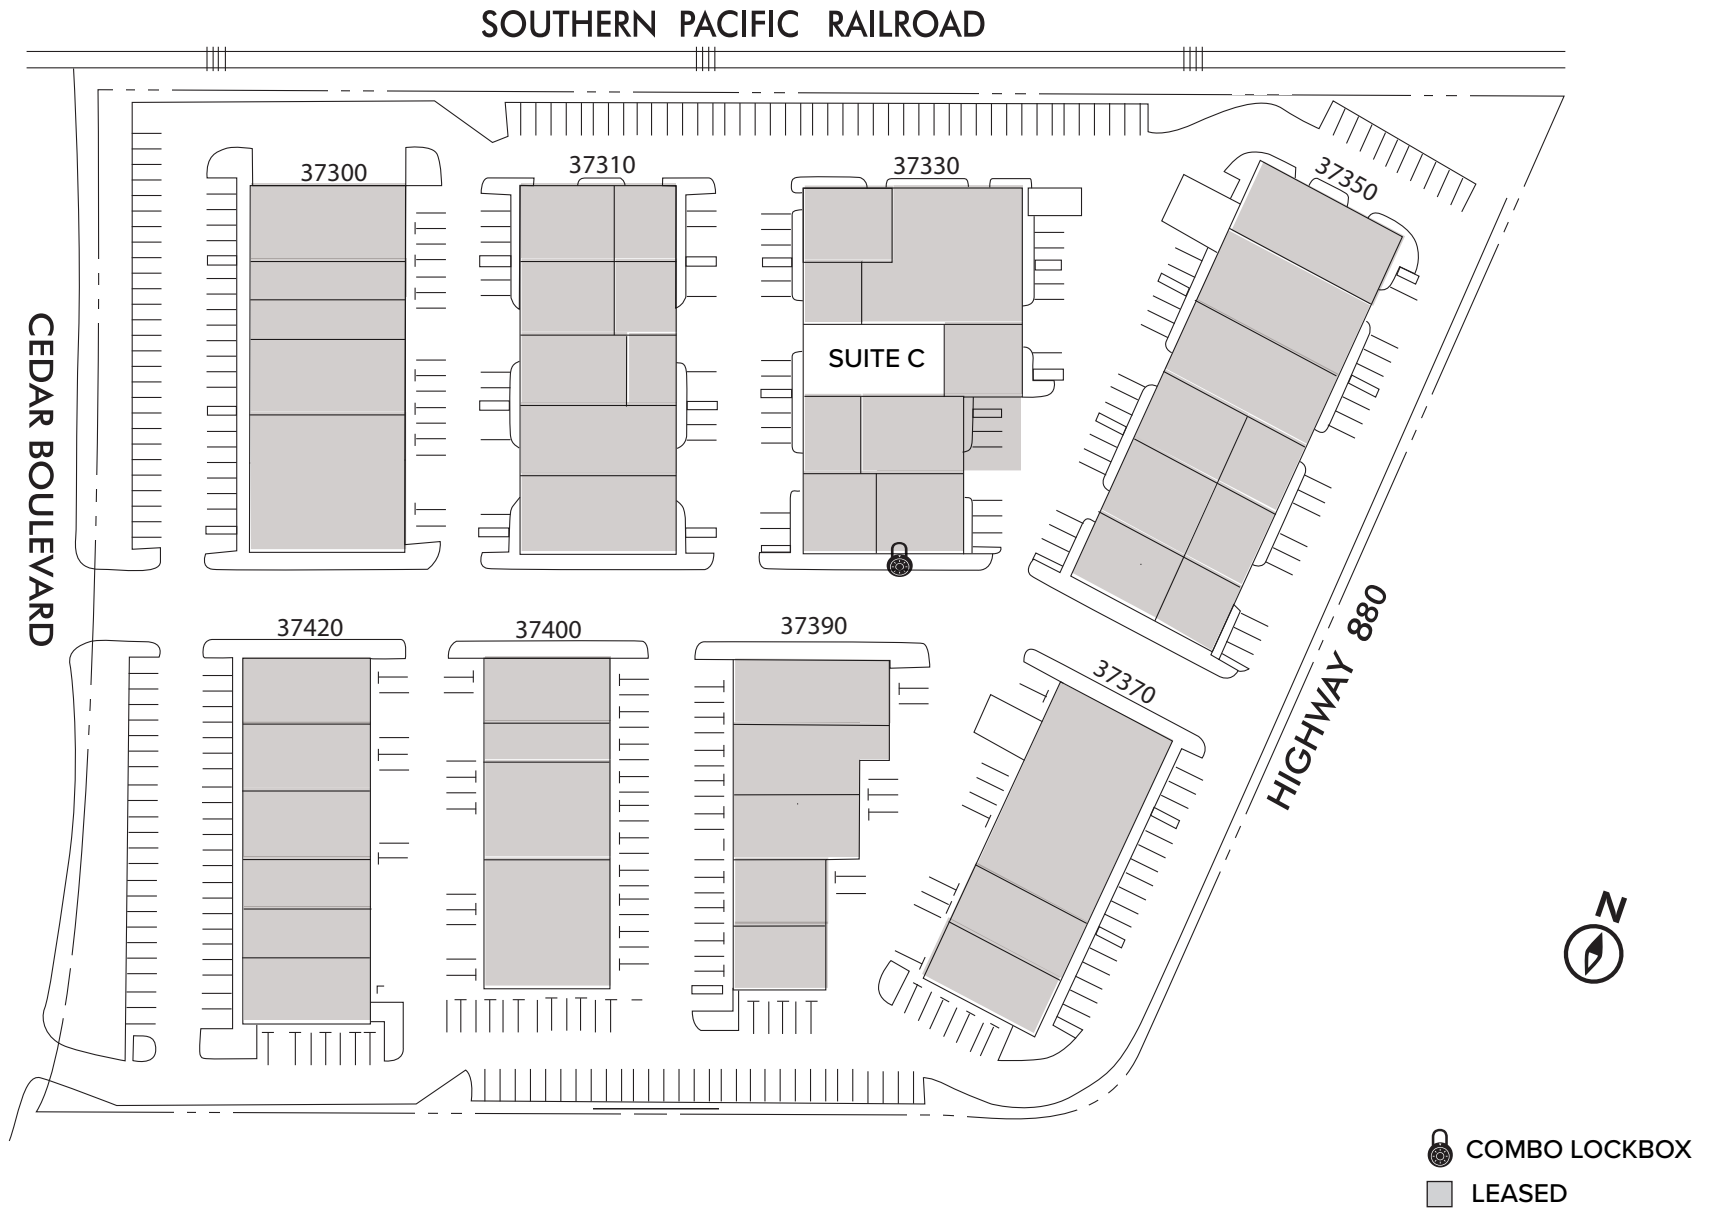 SOUTHERN PACIFIC RAILROAD
37300
37310
37330
37350
CEDAR BOULEVARD
SUITE C
37420
37400
37390
37370
HIGHWAY 880
N
COMBO LOCKBOX
LEASED